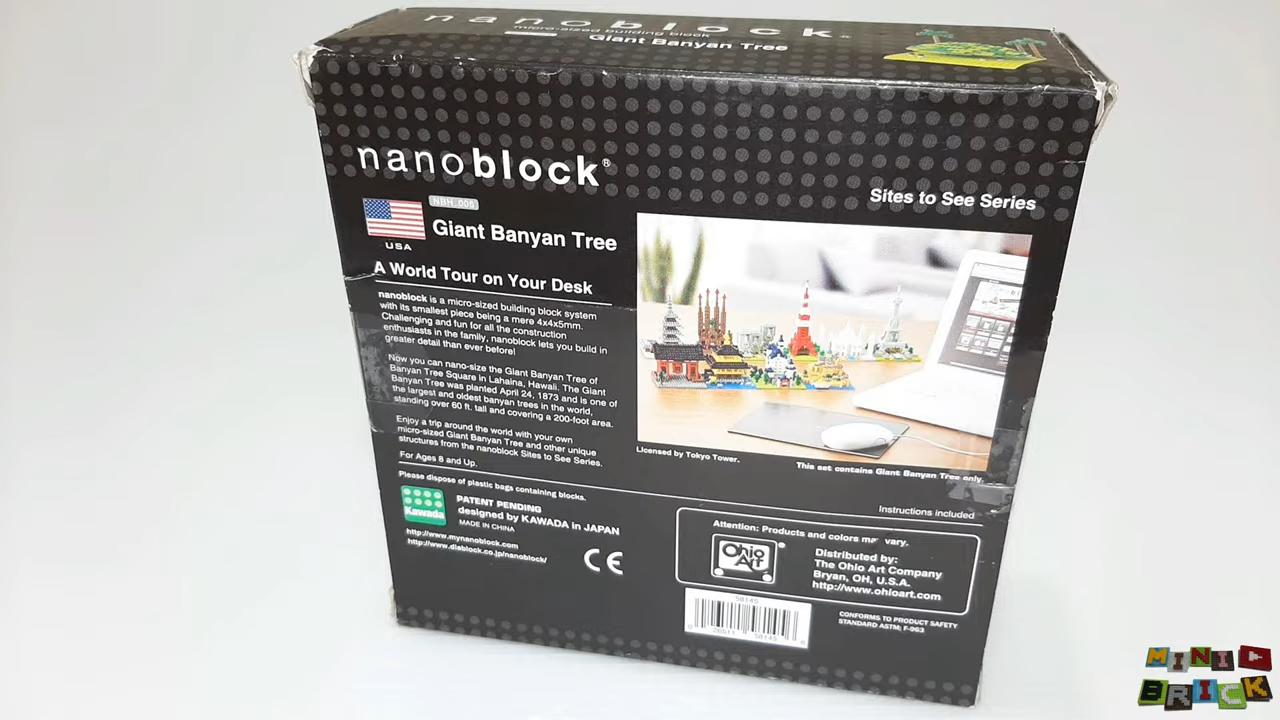 nanoblock
micro-sized building block
Giant Banyan Tree
nanoblock®
Sites to See Series
NBH_006
USA
Giant Banyan Tree
A World Tour on Your Desk
nanoblock is a micro-sized building block system
with its smallest piece being a mere 4x4x5mm.
Challenging and fun for all the construction
enthusiasts in the family, nanoblock lets you build in
greater detail than ever before!
Now you can nano-size the Giant Banyan Tree of
Banyan Tree Square in Lahaina, Hawaii. The Giant
Banyan Tree was planted April 24, 1873 and is one of
the largest and oldest banyan trees in the world,
standing over 60 ft. tall and covering a 200-foot area.
Enjoy a trip around the world with your own
micro-sized Giant Banyan Tree and other unique
structures from the nanoblock Sites to See Series.
For Ages 8 and Up.
Licensed by Tokyo Tower.
This set contains Giant Banyan Tree only.
Please dispose of plastic bags containing blocks.
Instructions included
Kawada
PATENT PENDING
designed by KAWADA in JAPAN
MADE IN CHINA
http://www.mynanoblock.com
http://www.diablock.co.jp/nanoblock/
CE
Attention: Products and colors may vary.
Ohio Art
Distributed by:
The Ohio Art Company
Bryan, OH, U.S.A.
http://www.ohioart.com
58145
0 26511 58145 6
CONFORMS TO PRODUCT SAFETY
STANDARD ASTM; F-963
MINI
BRICK